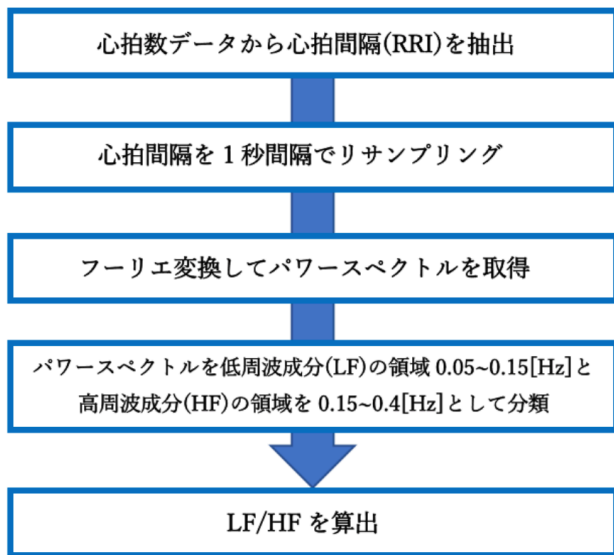 心拍数データから心拍間隔(RRI)を抽出
心拍間隔を 1 秒間隔でリサンプリング
フーリエ変換してパワースペクトルを取得
パワースペクトルを低周波成分(LF)の領域 0.05~0.15[Hz]と
高周波成分(HF)の領域を 0.15~0.4[Hz]として分類
LF/HF を算出